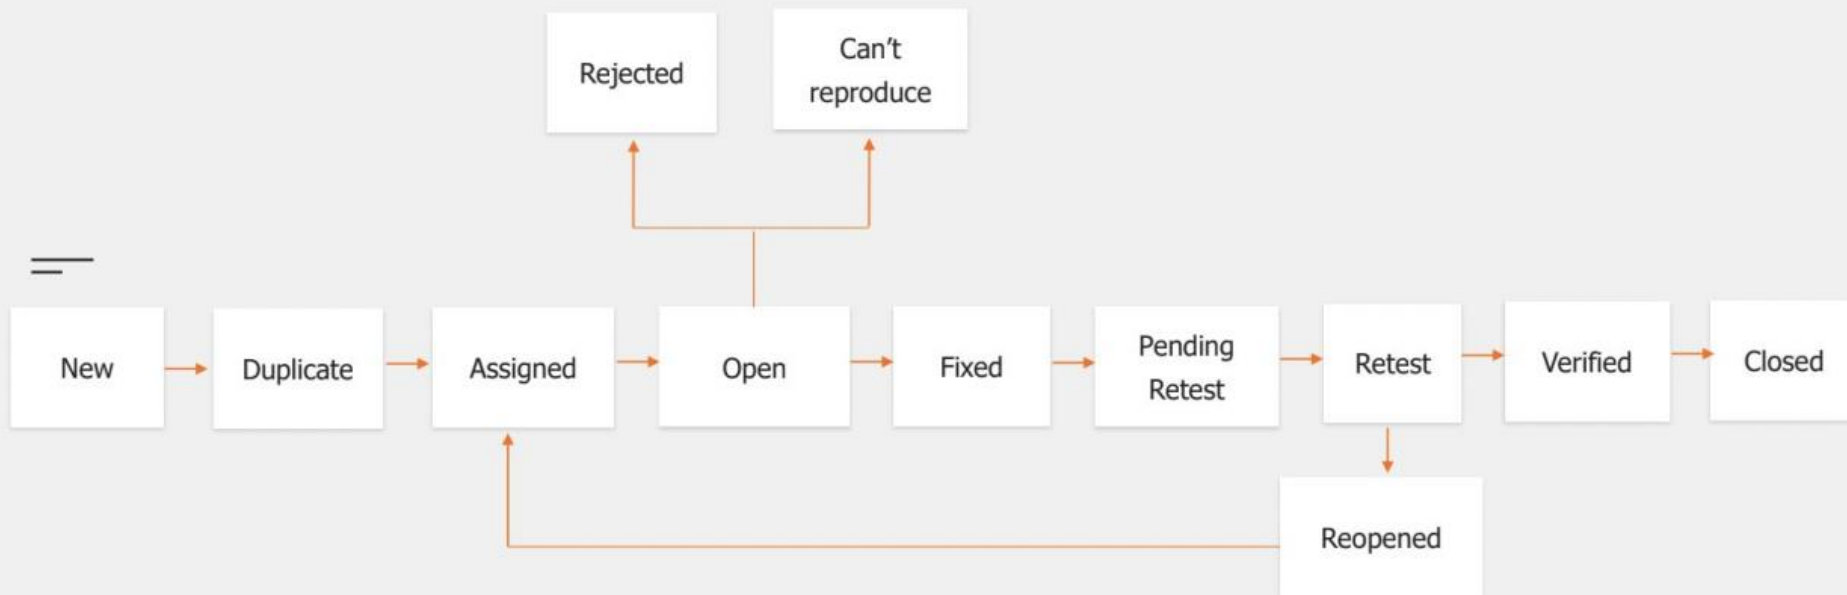 Rejected
Can't
reproduce
New
Duplicate
Assigned
Open
Fixed
Pending
Retest
Retest
Verified
Closed
Reopened